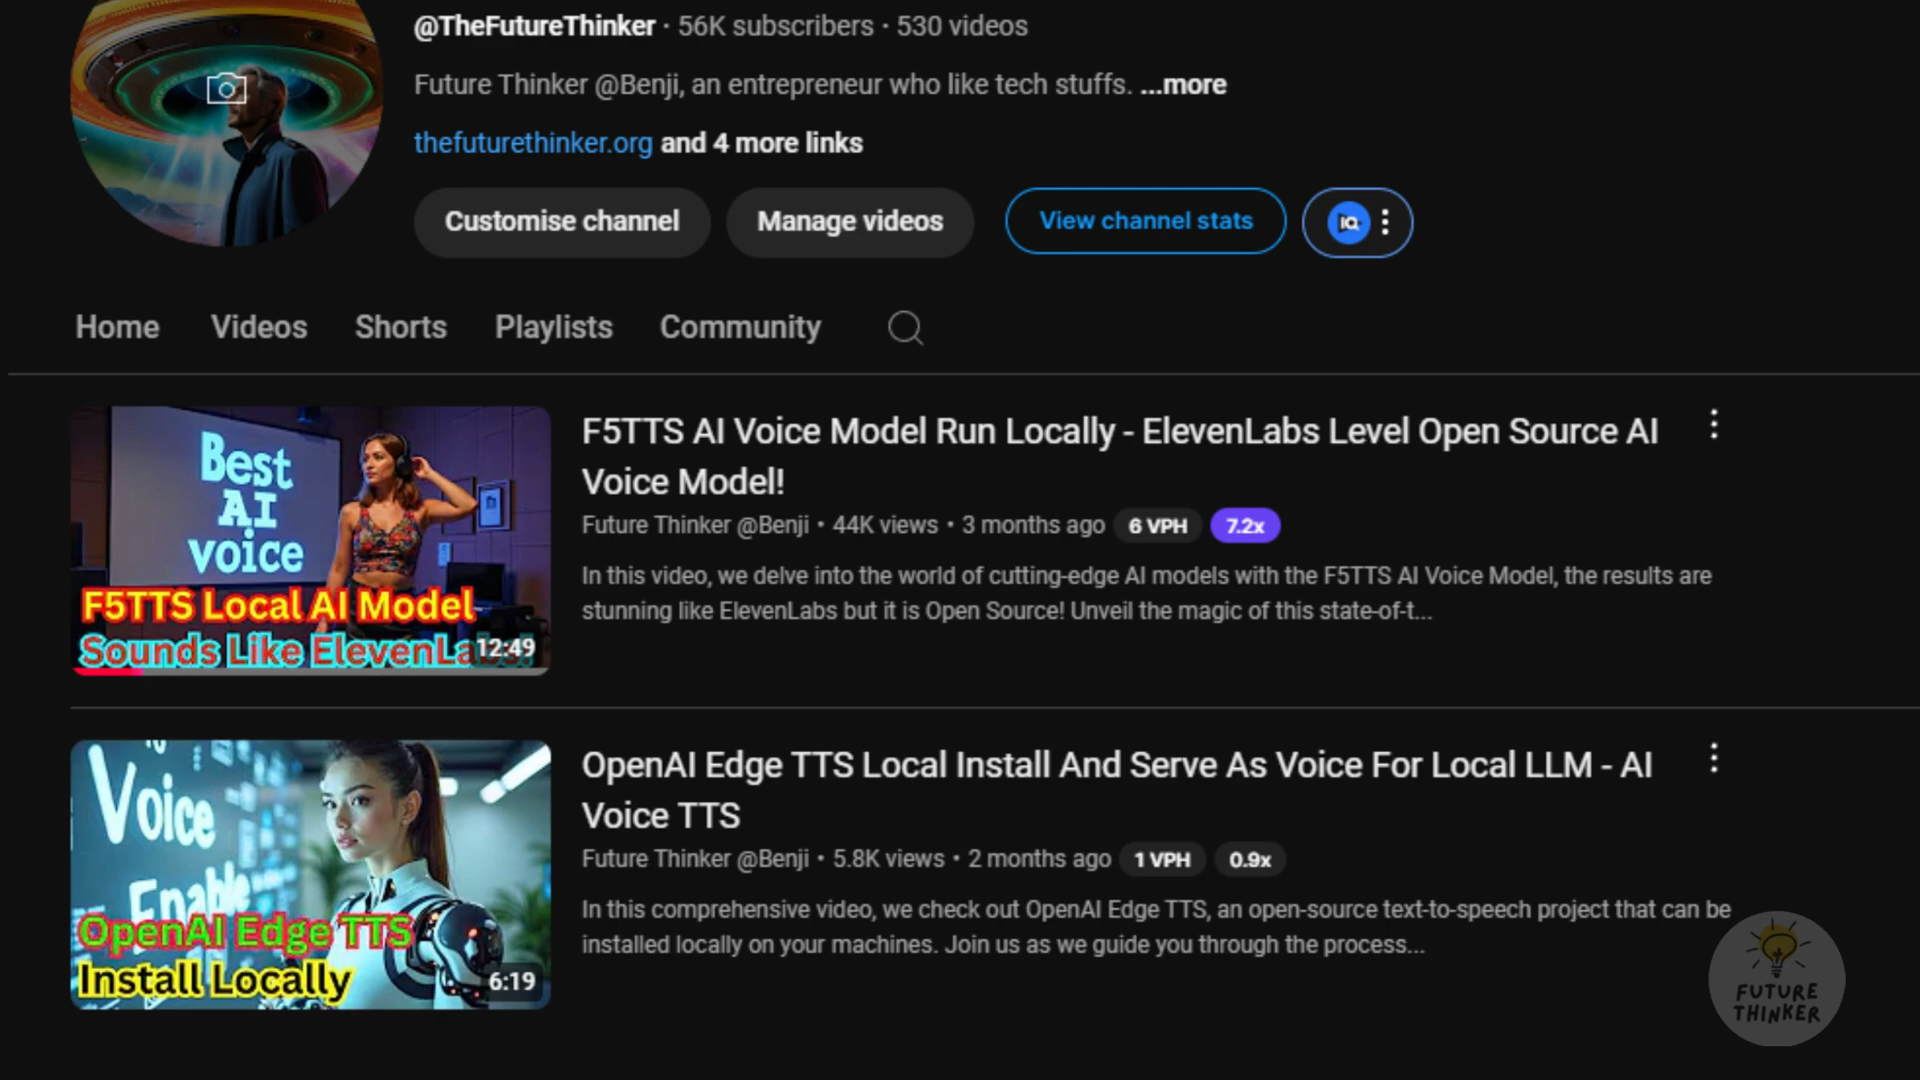 @TheFutureThinker · 56K subscribers · 530 videos
Future Thinker @Benji, an entrepreneur who like tech stuffs. ...more
thefuturethinker.org and 4 more links
Customise channel
Manage videos
View channel stats
IQ
Home
Videos
Shorts
Playlists
Community
Best
AI
voice
F5TTS Local AI Model
Sounds Like ElevenLabs!
12:49
F5TTS AI Voice Model Run Locally - ElevenLabs Level Open Source AI
Voice Model!
Future Thinker @Benji • 44K views • 3 months ago 6 VPH 7.2x
In this video, we delve into the world of cutting-edge AI models with the F5TTS AI Voice Model, the results are
stunning like ElevenLabs but it is Open Source! Unveil the magic of this state-of-t...
Voice
Enable
OpenAI Edge TTS
Install Locally
6:19
OpenAI Edge TTS Local Install And Serve As Voice For Local LLM - AI
Voice TTS
Future Thinker @Benji • 5.8K views • 2 months ago 1 VPH 0.9x
In this comprehensive video, we check out OpenAI Edge TTS, an open-source text-to-speech project that can be
installed locally on your machines. Join us as we guide you through the process...
FUTURE
THINKER